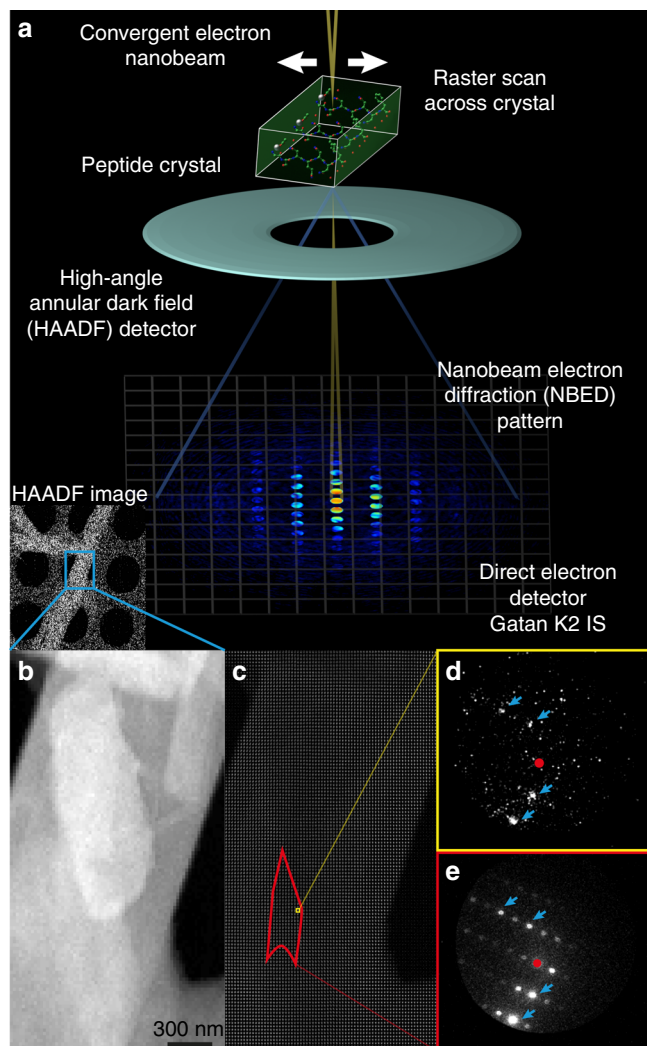 a
Convergent electron
nanobeam
Raster scan
across crystal
Peptide crystal
High-angle
annular dark field
(HAADF) detector
Nanobeam electron
diffraction (NBED)
pattern
HAADF image
Direct electron
detector
Gatan K2 IS
b
c
d
e
300 nm